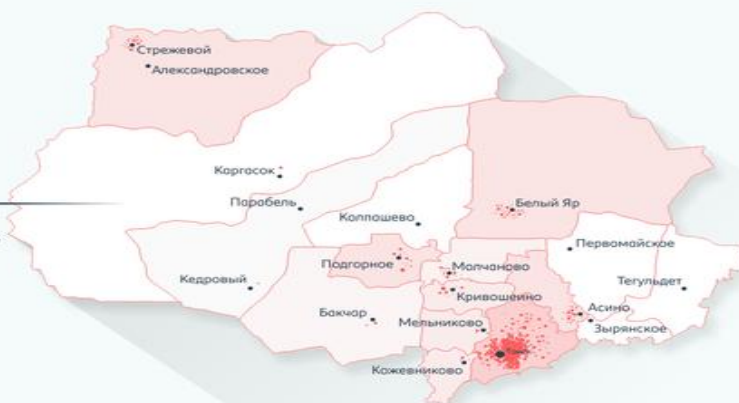 Стрежевой
Александровское
Каргасок
Парабель
Белый Яр
Колпашево
Первомайское
Подгорное
Молчаново
Тегульдет
Кедровый
Кривошеино
Бакчар
Асино
Мельниково
Зырянское
Кожевниково